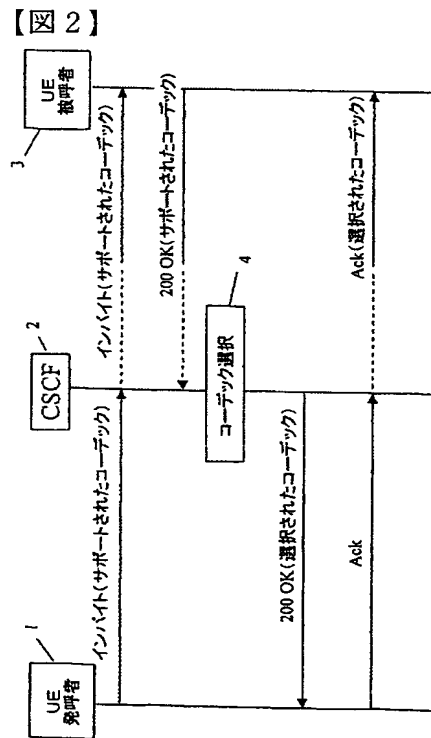 【図2】
1
UE
発呼者
2
CSCF
3
UE
被呼者
インバイト(サポートされたコーデック)
インバイト(サポートされたコーデック)
200 OK(サポートされたコーデック)
4
コーデック選択
200 OK(選択されたコーデック)
Ack
Ack(選択されたコーデック)